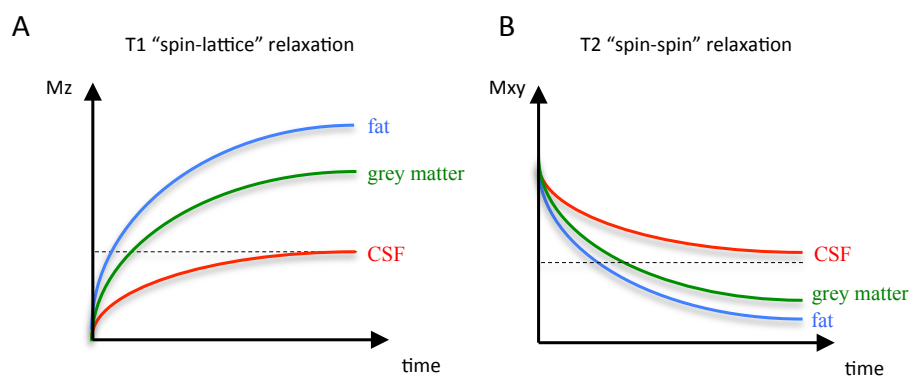 A
T1 “spin-lattice” relaxation
Mz
fat
grey matter
CSF
time
B
T2 “spin-spin” relaxation
Mxy
CSF
grey matter
fat
time